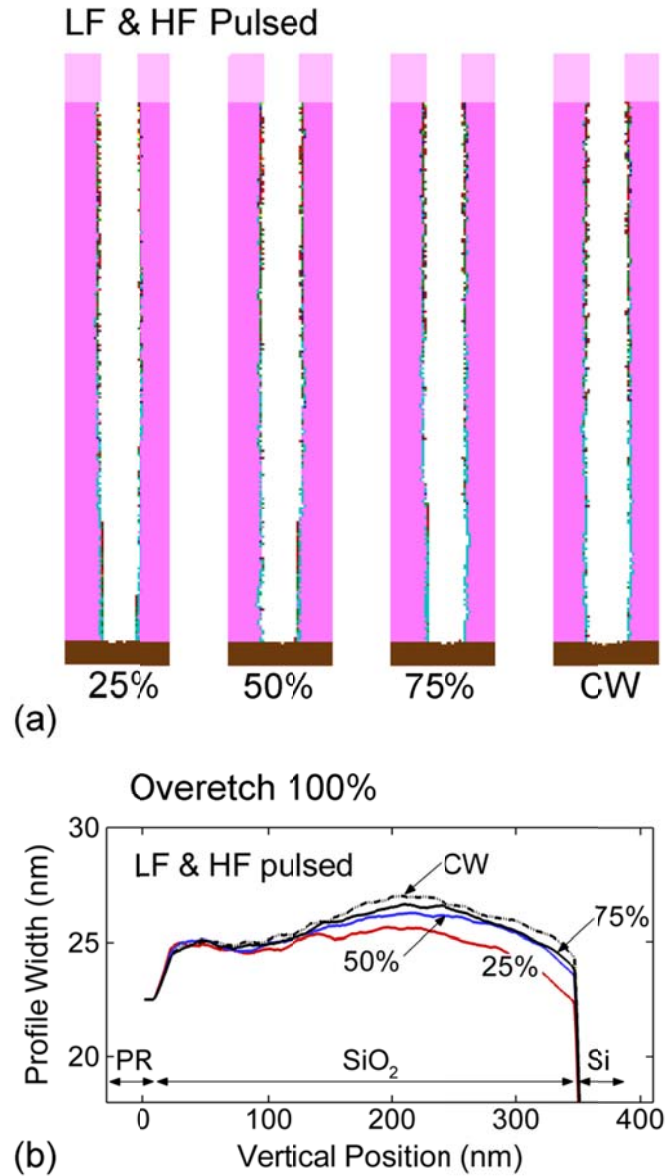 LF & HF Pulsed
25% 50% 75% CW
(a)
Overetch 100%
30
LF & HF pulsed
CW
75%
25
50% 25%
Profile Width (nm)
20
PR SiO₂ Si
0 100 200 300 400
(b) Vertical Position (nm)